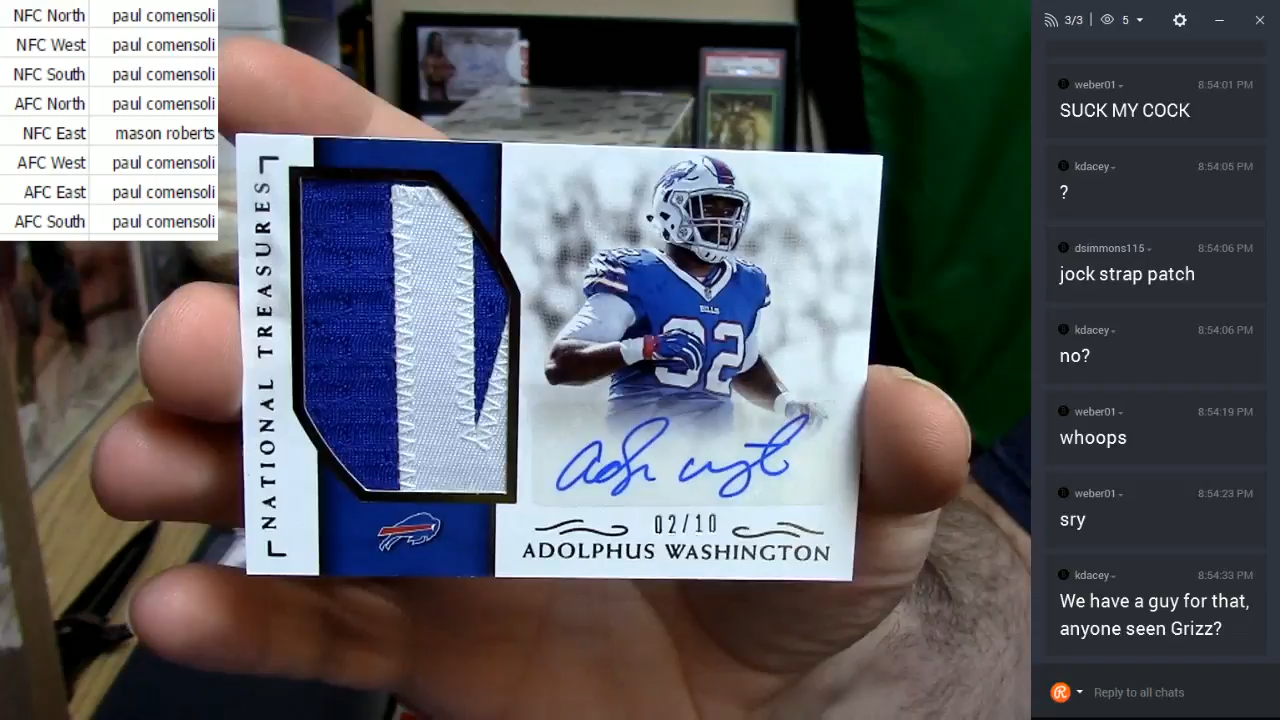 NFC North paul comensoli
NFC West paul comensoli
NFC South paul comensoli
AFC North paul comensoli
NFC East mason roberts
AFC West paul comensoli
AFC East paul comensoli
AFC South paul comensoli
NATIONAL TREASURES
BILLS
92
02/10
ADOLPHUS WASHINGTON
3/3 | 5
weber01 8:54:01 PM
SUCK MY COCK
kdacey 8:54:05 PM
?
dsimmons115 8:54:06 PM
jock strap patch
kdacey 8:54:06 PM
no?
weber01 8:54:19 PM
whoops
weber01 8:54:23 PM
sry
kdacey 8:54:33 PM
We have a guy for that,
anyone seen Grizz?
Reply to all chats